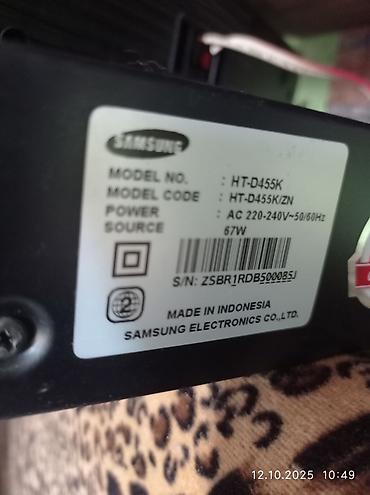 SAMSUNG
MODEL NO. : HT-D455K
MODEL CODE : HT-D455K/ZN
POWER : AC 220-240V~50/60Hz
SOURCE 67W
S/N: ZSBR1RDB500085J
2
MADE IN INDONESIA
SAMSUNG ELECTRONICS CO.,LTD.
12.10.2025 10:49